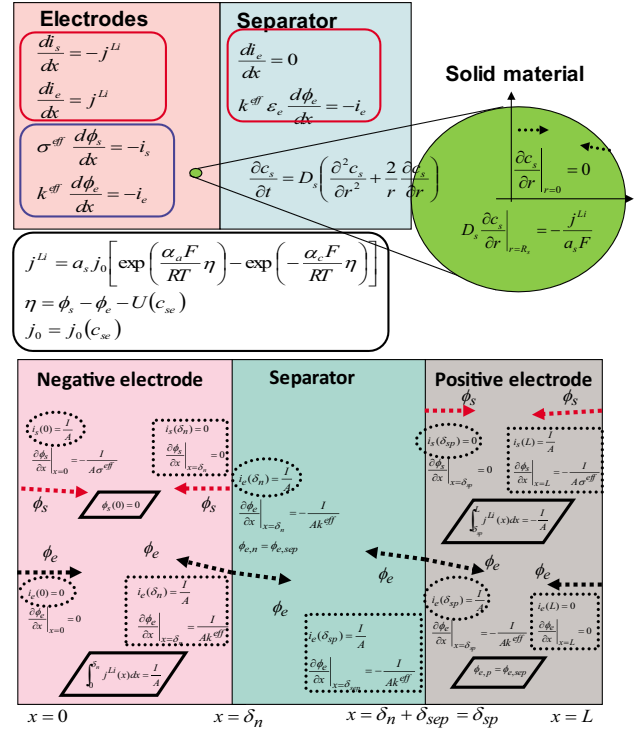 Electrodes
di_s/dx = −j^{Li}
di_e/dx = j^{Li}
σ^{eff} dϕ_s/dx = −i_s
k^{eff} dϕ_e/dx = −i_e
Separator
di_e/dx = 0
k^{eff} ε_e dϕ_e/dx = −i_e
∂c_s/∂t = D_s(∂²c_s/∂r² + 2/r ∂c_s/∂r)
Solid material
∂c_s/∂r|_{r=0} = 0
D_s ∂c_s/∂r|_{r=R_s} = −j^{Li}/(a_s F)
j^{Li} = a_s j_0[exp(α_a F/RT η) − exp(−α_c F/RT η)]
η = ϕ_s − ϕ_e − U(c_{se})
j_0 = j_0(c_{se})
Negative electrode
i_s(0) = I/A
∂ϕ_s/∂x|_{x=0} = −I/(Aσ^{eff})
i_s(δ_n) = 0
∂ϕ_s/∂x|_{x=δ_n} = 0
ϕ_s
ϕ_s(0) = 0
ϕ_s
ϕ_e
ϕ_e
i_e(0) = 0
∂ϕ_e/∂x|_{x=0} = 0
i_e(δ_n) = I/A
∂ϕ_e/∂x|_{x=δ_n} = −I/(Ak^{eff})
∫_0^{δ_n} j^{Li}(x)dx = I/A
Separator
i_e(δ_n) = I/A
∂ϕ_e/∂x|_{x=δ_n} = −I/(Ak^{eff})
ϕ_{e,n} = ϕ_{e,sep}
ϕ_e
ϕ_e
i_e(δ_{sp}) = I/A
∂ϕ_e/∂x|_{x=δ_{sep}} = −I/(Ak^{eff})
Positive electrode
ϕ_s
ϕ_s
i_s(δ_{sp}) = 0
∂ϕ_s/∂x|_{x=δ_{sp}} = 0
i_s(L) = I/A
∂ϕ_s/∂x|_{x=L} = −I/(Aσ^{eff})
∫_{δ_{sp}}^L j^{Li}(x)dx = −I/A
ϕ_e
ϕ_e
i_e(δ_{sp}) = I/A
∂ϕ_e/∂x|_{x=δ_{sp}} = −I/(Ak^{eff})
i_e(L) = 0
∂ϕ_e/∂x|_{x=L} = 0
ϕ_{e,p} = ϕ_{e,sep}
x = 0
x = δ_n
x = δ_n + δ_{sep} = δ_{sp}
x = L